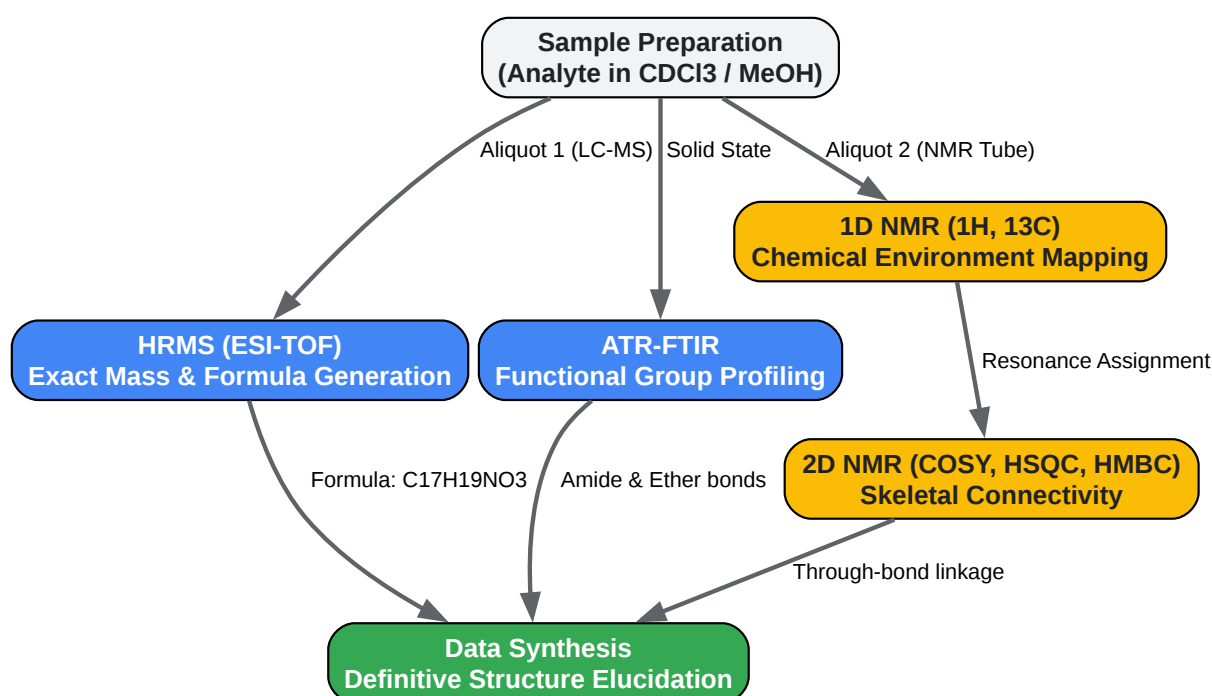 Sample Preparation
(Analyte in CDCl3 / MeOH)
Aliquot 1 (LC-MS)
Solid State
Aliquot 2 (NMR Tube)
1D NMR (1H, 13C)
Chemical Environment Mapping
HRMS (ESI-TOF)
Exact Mass & Formula Generation
ATR-FTIR
Functional Group Profiling
Resonance Assignment
2D NMR (COSY, HSQC, HMBC)
Skeletal Connectivity
Formula: C17H19NO3
Amide & Ether bonds
Through-bond linkage
Data Synthesis
Definitive Structure Elucidation